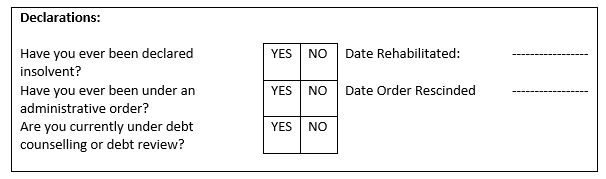 Declarations:
Have you ever been declared YES NO Date Rehabilitated: -----------------
insolvent?
Have you ever been under an YES NO Date Order Rescinded -----------------
administrative order?
Are you currently under debt YES NO
counselling or debt review?